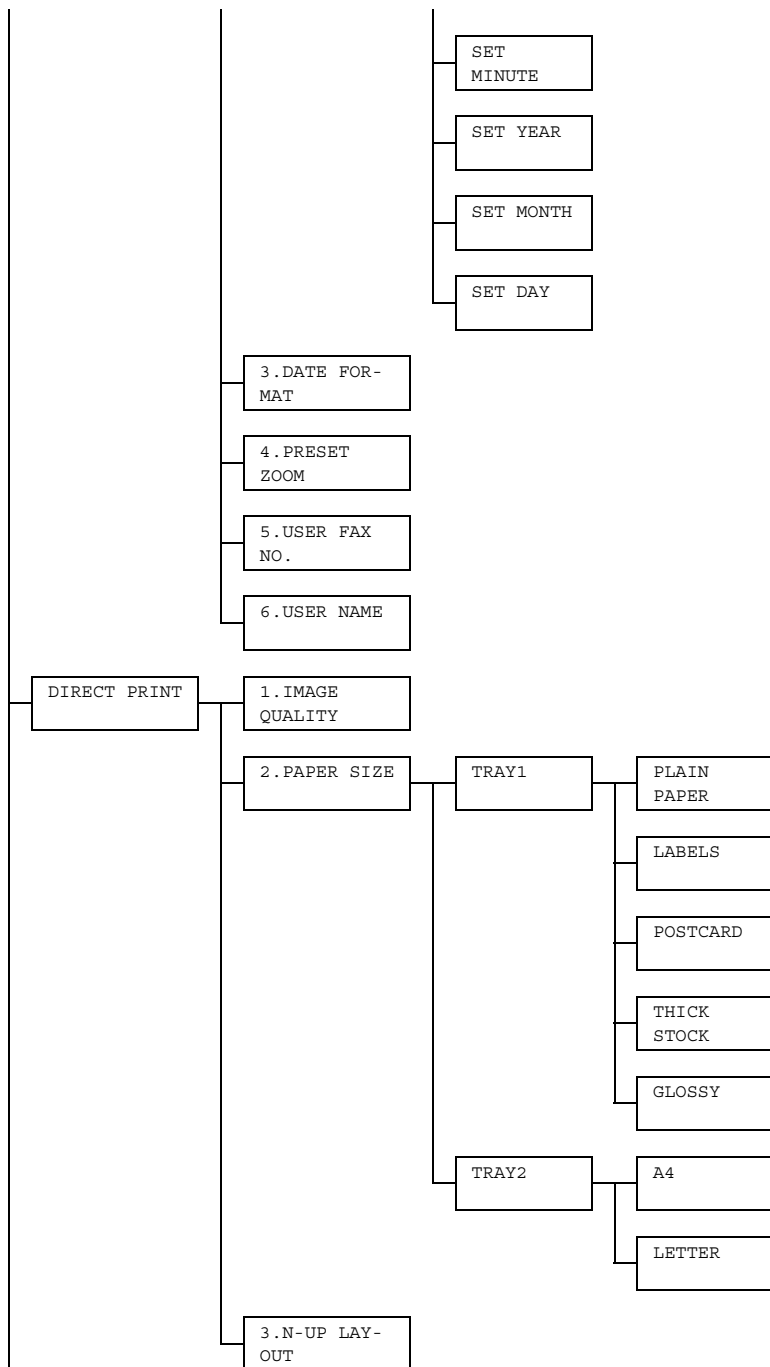 SET
MINUTE
SET YEAR
SET MONTH
SET DAY
3.DATE FOR-
MAT
4.PRESET
ZOOM
5.USER FAX
NO.
6.USER NAME
DIRECT PRINT
1.IMAGE
QUALITY
2.PAPER SIZE
TRAY1
PLAIN
PAPER
LABELS
POSTCARD
THICK
STOCK
GLOSSY
TRAY2
A4
LETTER
3.N-UP LAY-
OUT